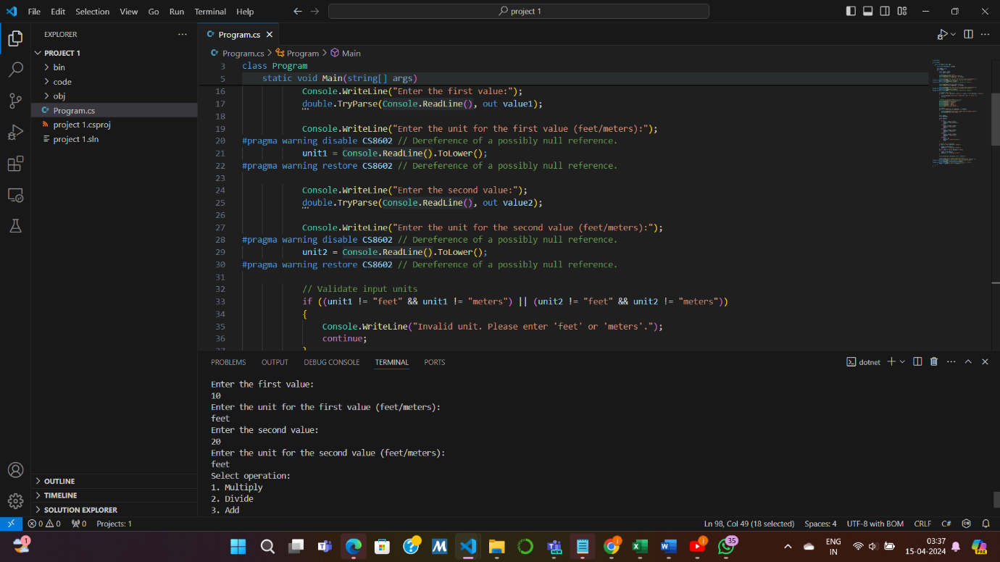 File Edit Selection View Go Run Terminal Help
project 1
EXPLORER
PROJECT 1
bin
code
obj
Program.cs
project 1.csproj
project 1.sln
OUTLINE
TIMELINE
SOLUTION EXPLORER
Program.cs
Program.cs > Program > Main
3 class Program
5 static void Main(string[] args)
16 Console.WriteLine("Enter the first value:");
17 double.TryParse(Console.ReadLine(), out value1);
18
19 Console.WriteLine("Enter the unit for the first value (feet/meters):");
20 #pragma warning disable CS8602 // Dereference of a possibly null reference.
21 unit1 = Console.ReadLine().ToLower();
22 #pragma warning restore CS8602 // Dereference of a possibly null reference.
23
24 Console.WriteLine("Enter the second value:");
25 double.TryParse(Console.ReadLine(), out value2);
26
27 Console.WriteLine("Enter the unit for the second value (feet/meters):");
28 #pragma warning disable CS8602 // Dereference of a possibly null reference.
29 unit2 = Console.ReadLine().ToLower();
30 #pragma warning restore CS8602 // Dereference of a possibly null reference.
31
32 // Validate input units
33 if ((unit1 != "feet" && unit1 != "meters") || (unit2 != "feet" && unit2 != "meters"))
34 {
35 Console.WriteLine("Invalid unit. Please enter 'feet' or 'meters'.");
36 continue;
37 }
PROBLEMS OUTPUT DEBUG CONSOLE TERMINAL PORTS
dotnet
Enter the first value:
10
Enter the unit for the first value (feet/meters):
feet
Enter the second value:
20
Enter the unit for the second value (feet/meters):
feet
Select operation:
1. Multiply
2. Divide
3. Add
0 0 0 Projects: 1
Ln 98, Col 49 (18 selected) Spaces: 4 UTF-8 with BOM CRLF C#
1
NEW
35
ENG
IN
03:37
15-04-2024
PRE